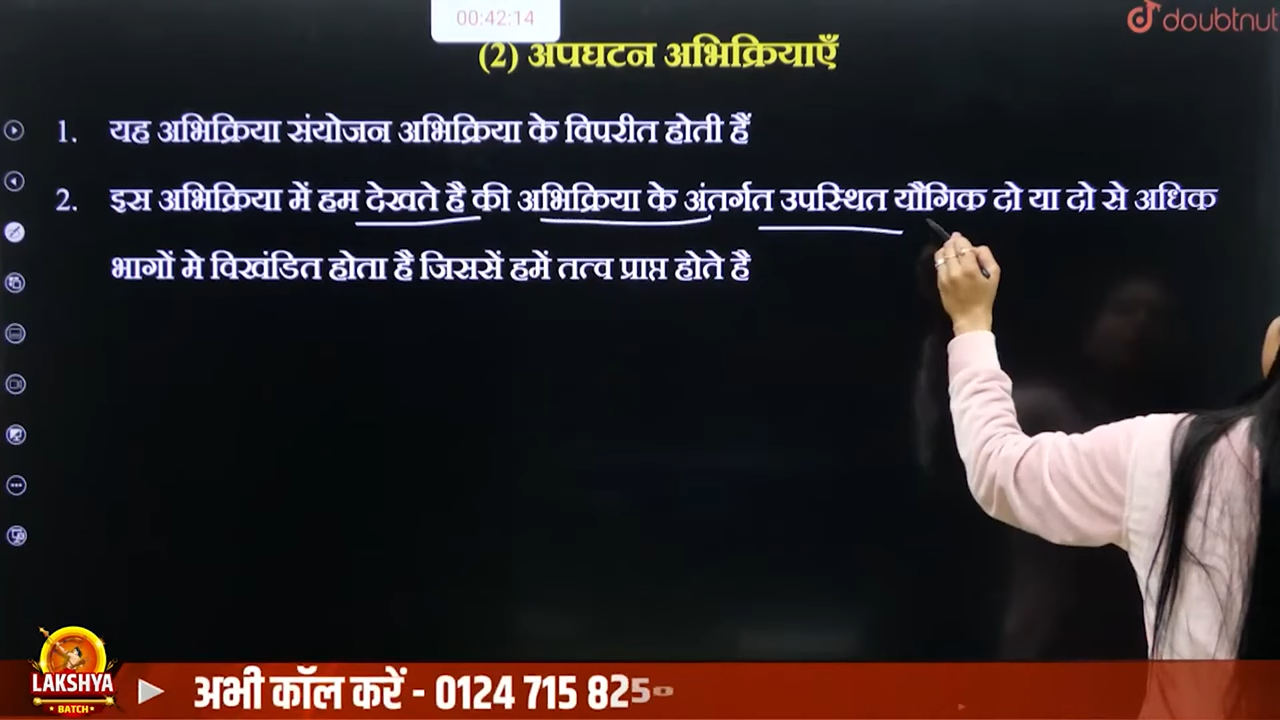 00:42:14
doubtnut
(2) अपघटन अभिक्रियाएँ
1. यह अभिक्रिया संयोजन अभिक्रिया के विपरीत होती हैं
2. इस अभिक्रिया में हम देखते है की अभिक्रिया के अंतर्गत उपस्थित यौगिक दो या दो से अधिक
भागों मे विखंडित होता है जिससें हमें तत्व प्राप्त होते है
LAKSHYA
BATCH
अभी कॉल करें - 0124 715 825०